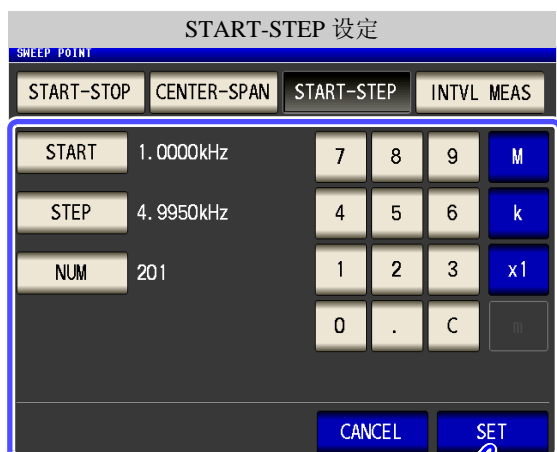 START-STEP 设定
SWEEP POINT
START-STOP CENTER-SPAN START-STEP INTVL MEAS
START 1.0000kHz 7 8 9 M
STEP 4.9950kHz 4 5 6 k
NUM 201 1 2 3 x1
0 . C m
CANCEL SET